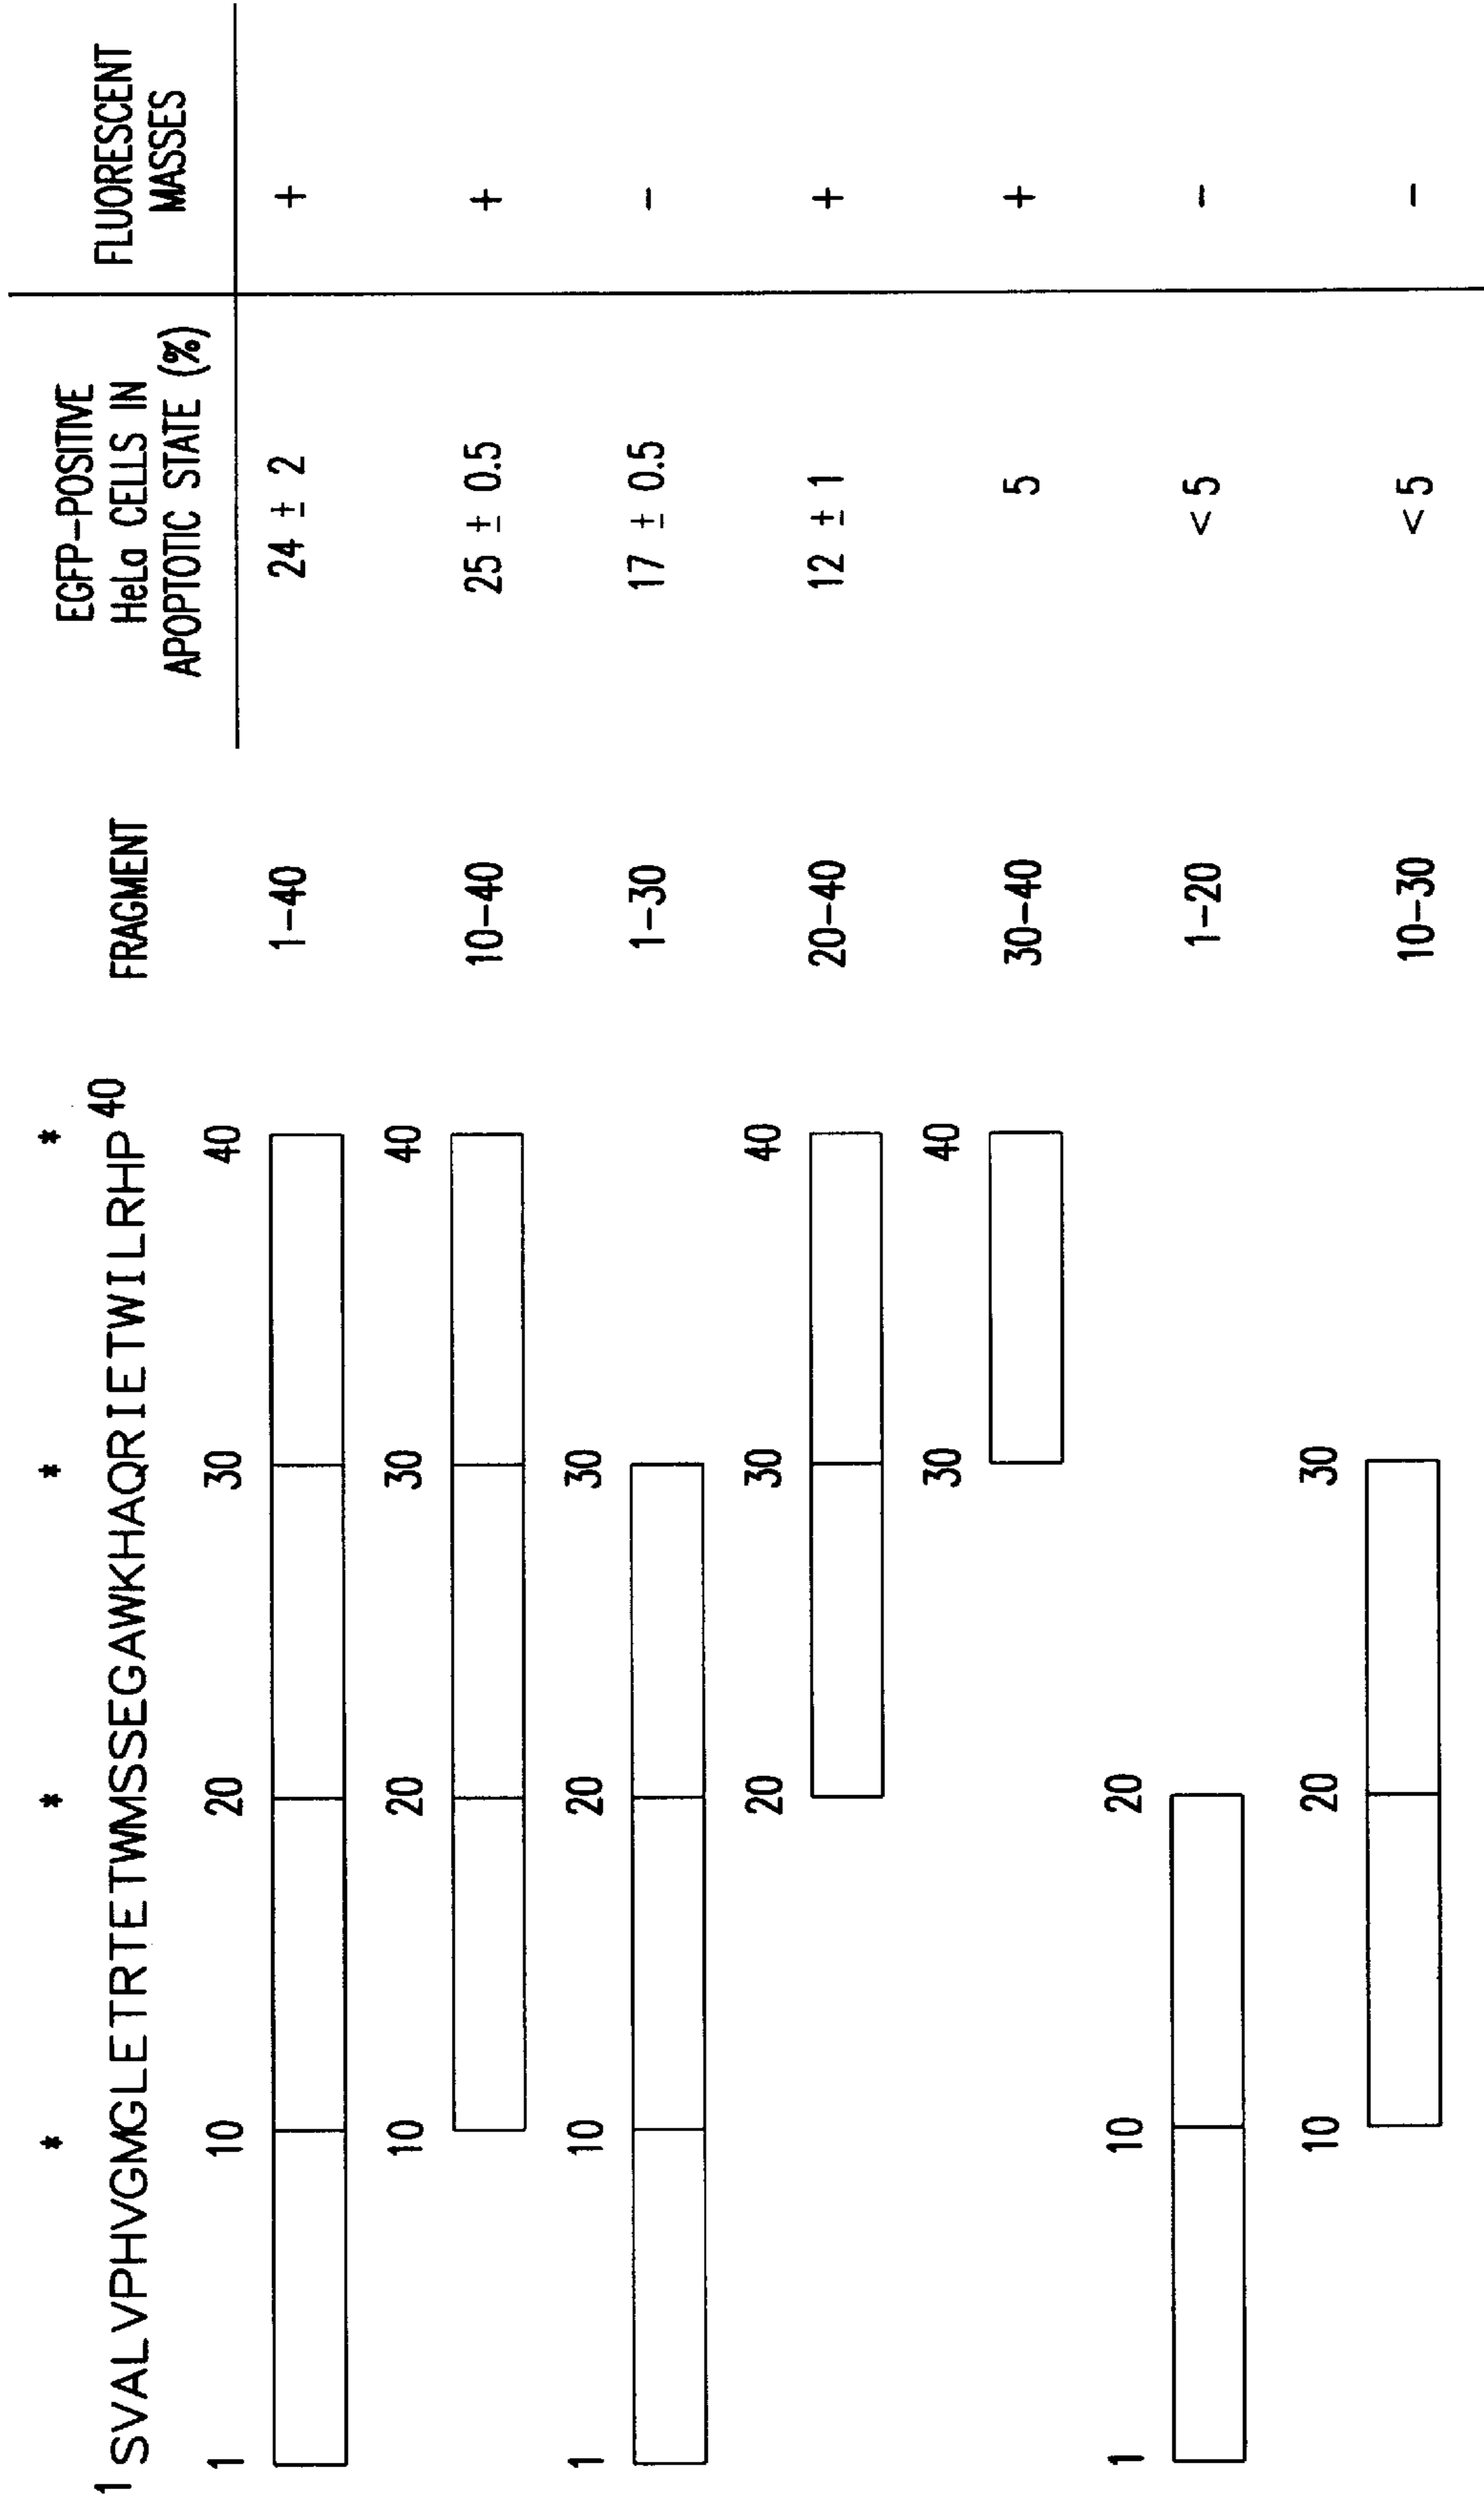 * * * *
1 SVALVPHVGMGLETRTETWMSSEGAWKHAQRIETWILRHP 40
FRAGMENT
EGFP-POSITIVE
HeLa CELLS IN
APOPTOTIC STATE (%)
FLUORESCENT
MASSES
1 10 20 30 40
1-40 24 ± 2 +
10 20 30 40
10-40 25 ± 0.5 +
1 10 20 30
1-30 17 ± 0.5 -
20 30 40
20-40 12 ± 1 +
30 40
30-40 5 +
1 10 20
1-20 < 5 -
10 20 30
10-30 < 5 -